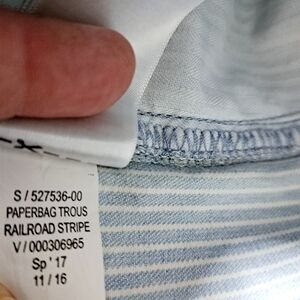 S / 527536-00
PAPERBAG TROUS
RAILROAD STRIPE
V / 000306965
Sp ' 17
11 / 16